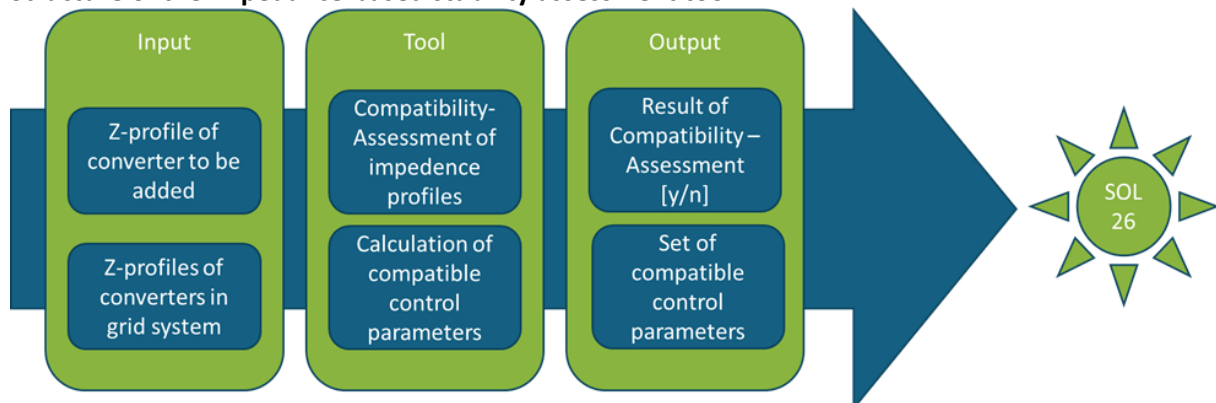 Input
Z-profile of
converter to be
added
Z-profiles of
converters in
grid system
Tool
Compatibility-
Assessment of
impedence
profiles
Calculation of
compatible
control
parameters
Output
Result of
Compatibility –
Assessment
[y/n]
Set of
compatible
control
parameters
SOL
26